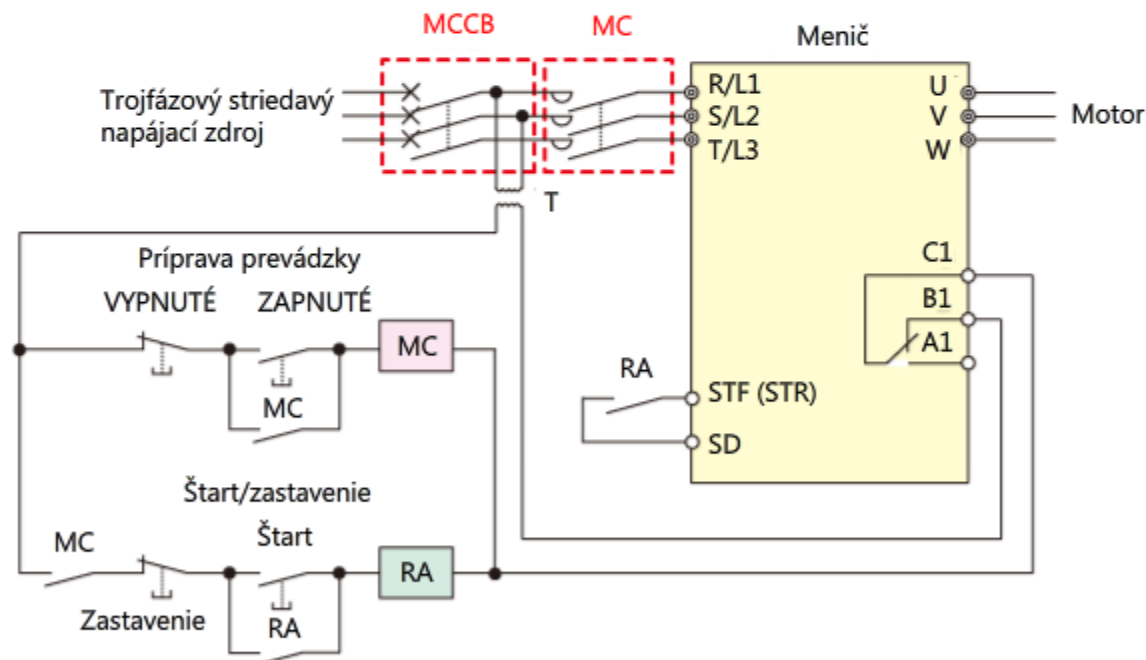 MCCB
MC
Menič
Trojfázový striedavý
napájací zdroj
R/L1
S/L2
T/L3
U
V
W
Motor
T
Príprava prevádzky
VYPNUTÉ
ZAPNUTÉ
MC
MC
C1
B1
A1
RA
STF (STR)
SD
Štart/zastavenie
MC
Štart
RA
Zastavenie
RA